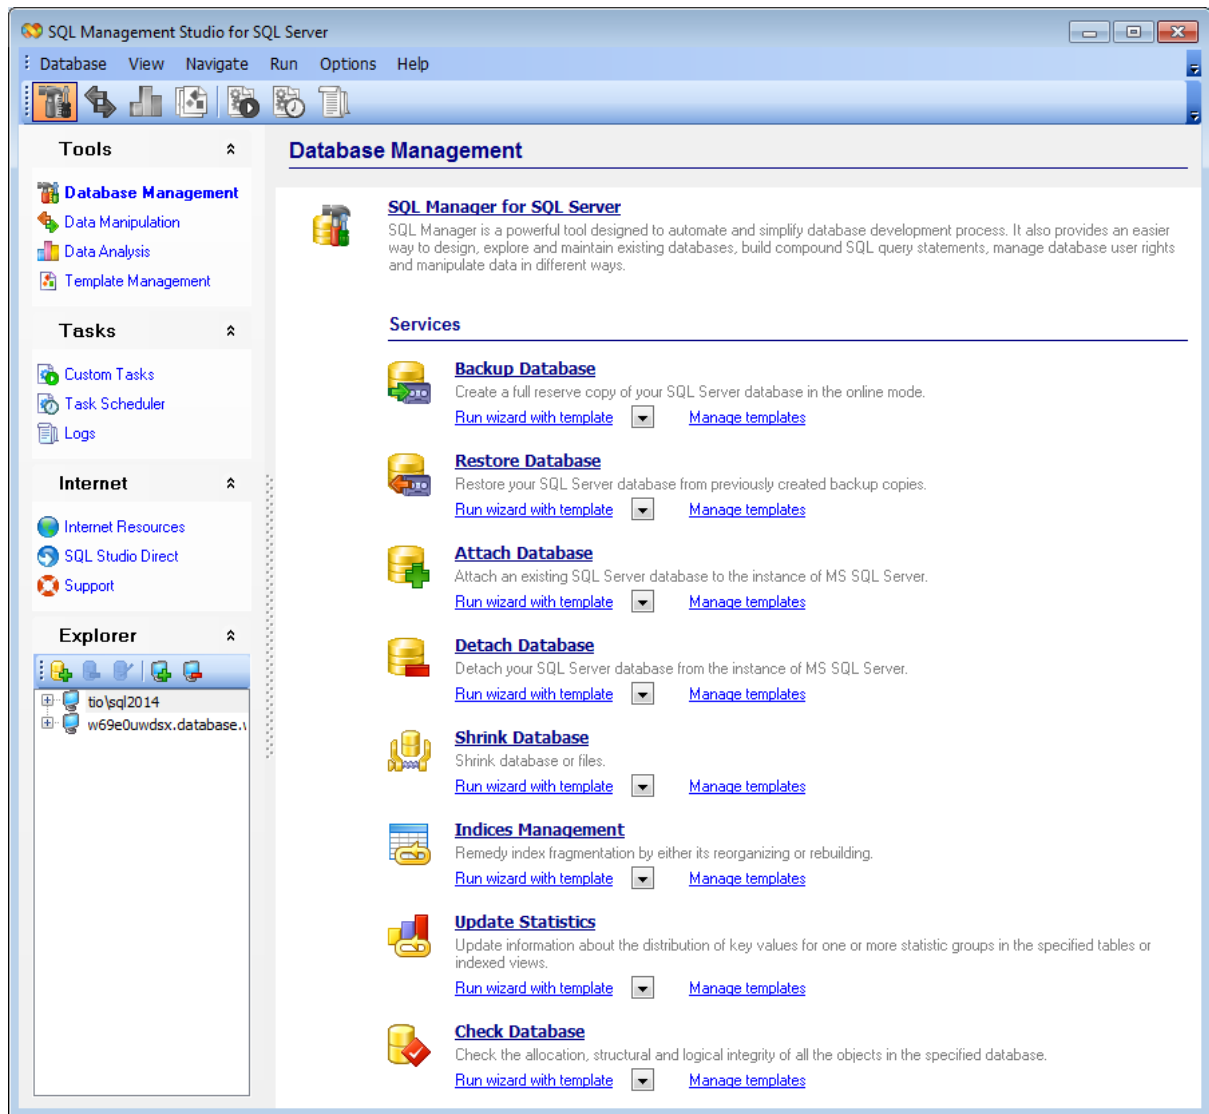 SQL Management Studio for SQL Server
Database View Navigate Run Options Help
Tools
Database Management
Data Manipulation
Data Analysis
Template Management
Tasks
Custom Tasks
Task Scheduler
Logs
Internet
Internet Resources
SQL Studio Direct
Support
Explorer
tio\sql2014
w69e0uwdsx.database.
Database Management
SQL Manager for SQL Server
SQL Manager is a powerful tool designed to automate and simplify database development process. It also provides an easier
way to design, explore and maintain existing databases, build compound SQL query statements, manage database user rights
and manipulate data in different ways.
Services
Backup Database
Create a full reserve copy of your SQL Server database in the online mode.
Run wizard with template Manage templates
Restore Database
Restore your SQL Server database from previously created backup copies.
Run wizard with template Manage templates
Attach Database
Attach an existing SQL Server database to the instance of MS SQL Server.
Run wizard with template Manage templates
Detach Database
Detach your SQL Server database from the instance of MS SQL Server.
Run wizard with template Manage templates
Shrink Database
Shrink database or files.
Run wizard with template Manage templates
Indices Management
Remedy index fragmentation by either its reorganizing or rebuilding.
Run wizard with template Manage templates
Update Statistics
Update information about the distribution of key values for one or more statistic groups in the specified tables or
indexed views.
Run wizard with template Manage templates
Check Database
Check the allocation, structural and logical integrity of all the objects in the specified database.
Run wizard with template Manage templates